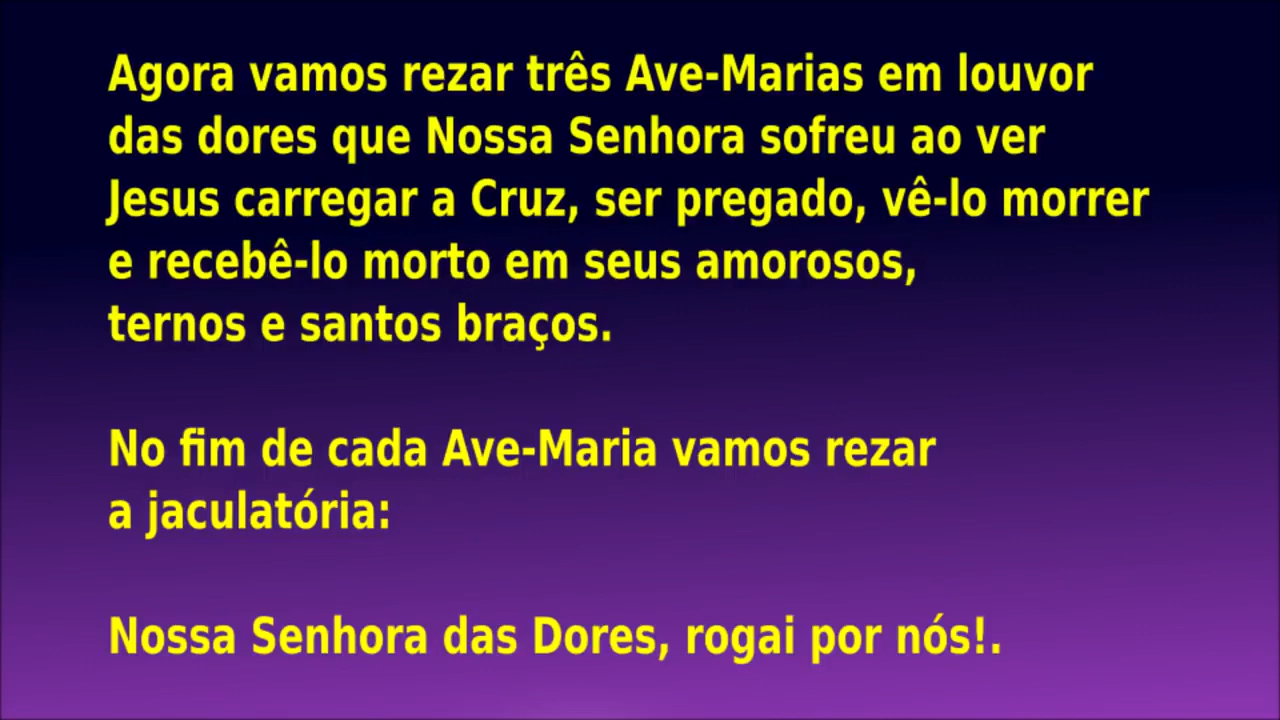 Agora vamos rezar três Ave-Marias em louvor
das dores que Nossa Senhora sofreu ao ver
Jesus carregar a Cruz, ser pregado, vê-lo morrer
e recebê-lo morto em seus amorosos,
ternos e santos braços.
No fim de cada Ave-Maria vamos rezar
a jaculatória:
Nossa Senhora das Dores, rogai por nós!.